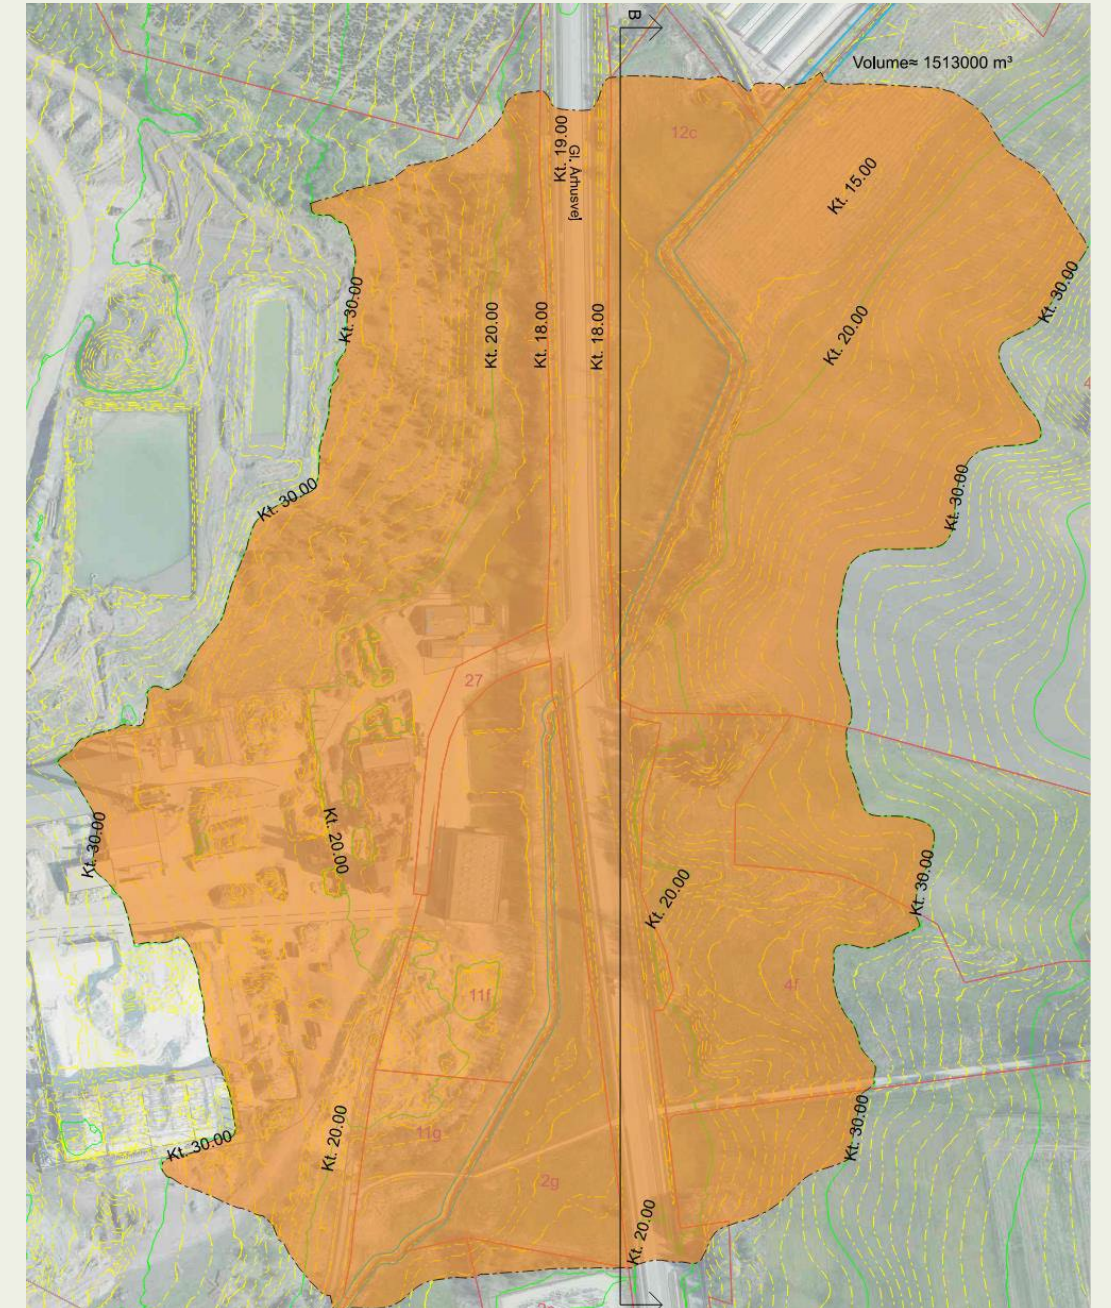 B
Volume= 1513000 m³
12c
Kt. 19.00
Gl. Århusvej
Kt. 15.00
Kt. 30.00
Kt. 30.00
Kt. 20.00
Kt. 18.00
Kt. 18.00
Kt. 20.00
4
Kt. 30.00
Kt. 30.00
27
Kt. 30.00
Kt. 20.00
Kt. 20.00
Kt. 30.00
4f
11f
Kt. 30.00
Kt. 20.00
11g
Kt. 30.00
2g
Kt. 20.00